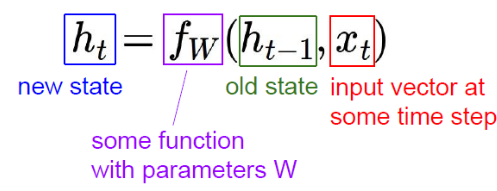 h_t = f_W(h_{t-1}, x_t)
new state
old state
input vector at
some time step
some function
with parameters W